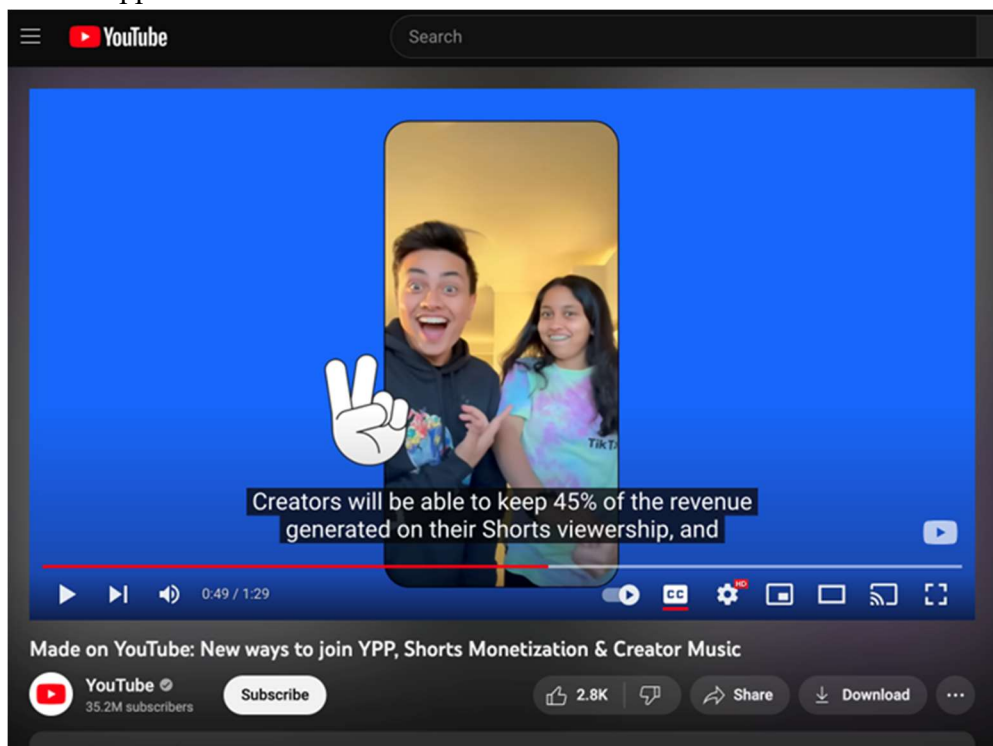 YouTube
Search
TikT
Creators will be able to keep 45% of the revenue
generated on their Shorts viewership, and
0:49 / 1:29
CC
HD
Made on YouTube: New ways to join YPP, Shorts Monetization & Creator Music
YouTube
35.2M subscribers
Subscribe
2.8K
Share
Download